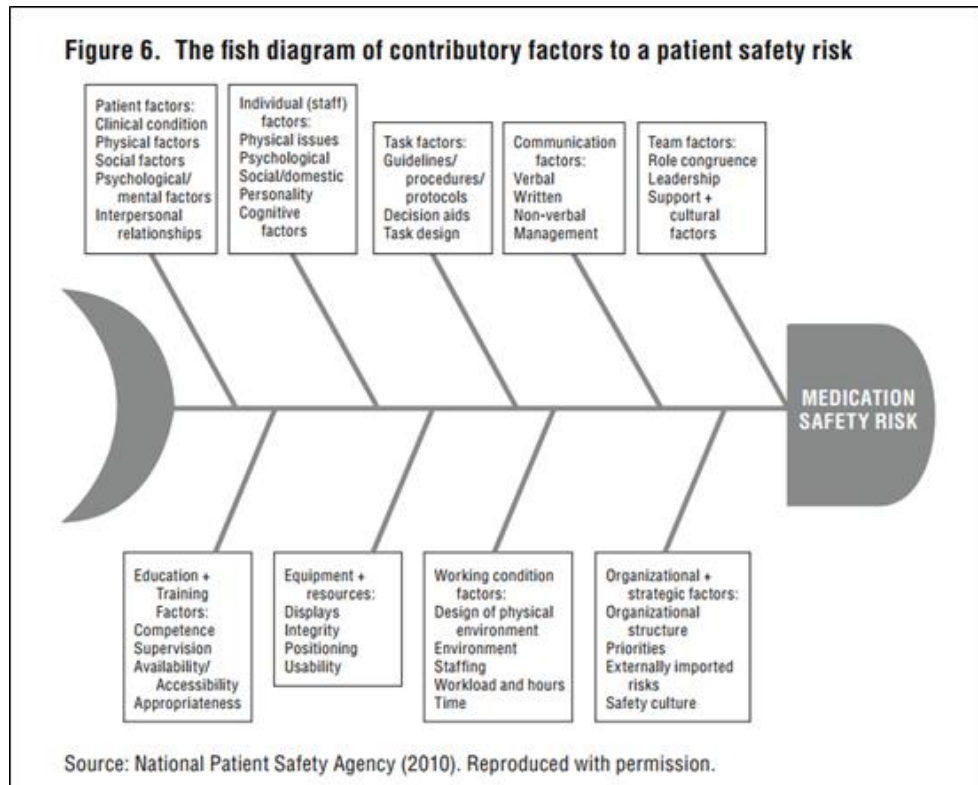 Figure 6. The fish diagram of contributory factors to a patient safety risk
Patient factors:
Clinical condition
Physical factors
Social factors
Psychological/
mental factors
Interpersonal
relationships
Individual (staff)
factors:
Physical issues
Psychological
Social/domestic
Personality
Cognitive
factors
Task factors:
Guidelines/
procedures/
protocols
Decision aids
Task design
Communication
factors:
Verbal
Written
Non-verbal
Management
Team factors:
Role congruence
Leadership
Support +
cultural
factors
MEDICATION
SAFETY RISK
Education +
Training
Factors:
Competence
Supervision
Availability/
Accessibility
Appropriateness
Equipment +
resources:
Displays
Integrity
Positioning
Usability
Working condition
factors:
Design of physical
environment
Environment
Staffing
Workload and hours
Time
Organizational +
strategic factors:
Organizational
structure
Priorities
Externally imported
risks
Safety culture
Source: National Patient Safety Agency (2010). Reproduced with permission.